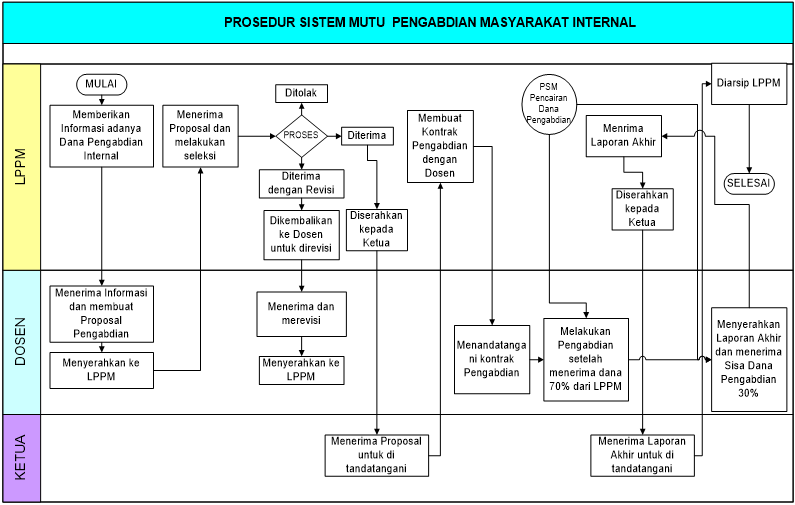 PROSEDUR SISTEM MUTU PENGABDIAN MASYARAKAT INTERNAL
LPPM
MULAI
Memberikan
Informasi adanya
Dana Pengabdian
Internal
Menerima
Proposal dan
melakukan
seleksi
Ditolak
PROSES
Diterima
Diterima
dengan Revisi
Dikembalikan
ke Dosen
untuk direvisi
Diserahkan
kepada
Ketua
Membuat
Kontrak
Pengabdian
dengan
Dosen
PSM
Pencairan
Dana
Pengabdian
Menrima
Laporan Akhir
Diserahkan
kepada
Ketua
Diarsip LPPM
SELESAI
DOSEN
Menerima Informasi
dan membuat
Proposal
Pengabdian
Menyerahkan ke
LPPM
Menerima dan
merevisi
Menyerahkan ke
LPPM
Menandatanga
ni kontrak
Pengabdian
Melakukan
Pengabdian
setelah
menerima dana
70% dari LPPM
Menyerahkan
Laporan Akhir
dan menerima
Sisa Dana
Pengabdian
30%
KETUA
Menerima Proposal
untuk di
tandatangani
Menerima Laporan
Akhir untuk di
tandatangani